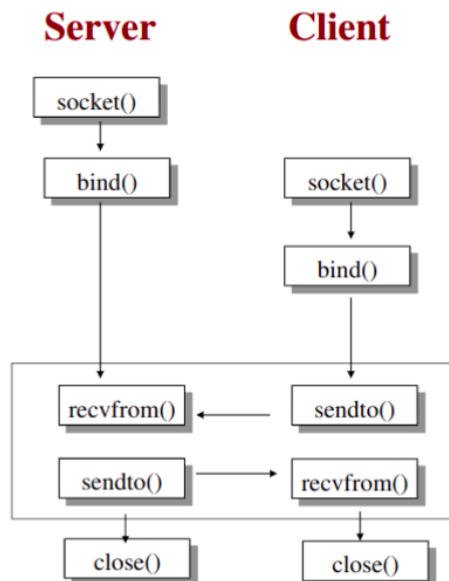 Server Client
socket()
bind()
socket()
bind()
recvfrom() sendto()
sendto() recvfrom()
close() close()